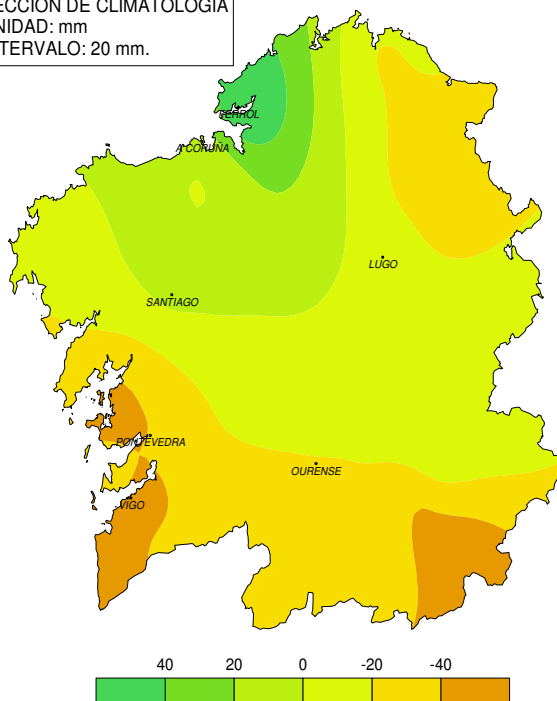 ECCIÓN DE CLIMATOLOGÍA
NIDAD: mm
TERVALO: 20 mm.
FERROL
A CORUÑA
LUGO
SANTIAGO
PONTEVEDRA
OURENSE
VIGO
40 20 0 -20 -40